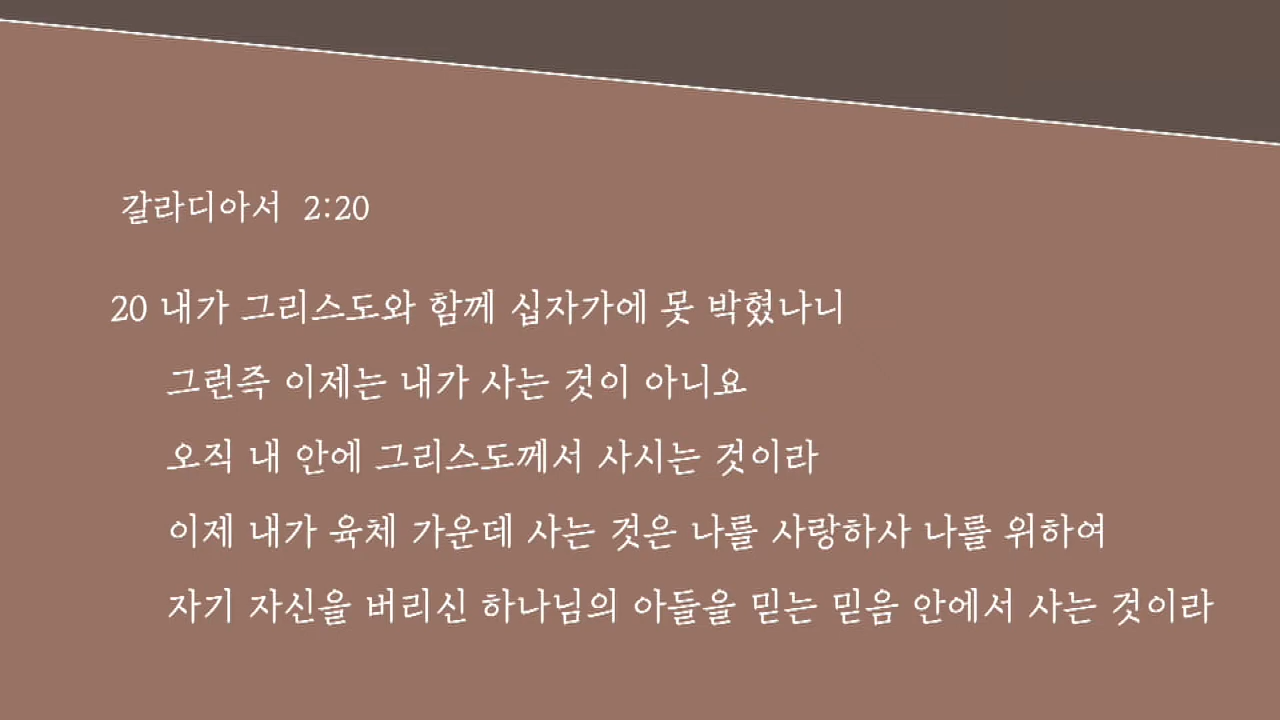 갈라디아서 2:20
20 내가 그리스도와 함께 십자가에 못 박혔나니
그런즉 이제는 내가 사는 것이 아니요
오직 내 안에 그리스도께서 사시는 것이라
이제 내가 육체 가운데 사는 것은 나를 사랑하사 나를 위하여
자기 자신을 버리신 하나님의 아들을 믿는 믿음 안에서 사는 것이라